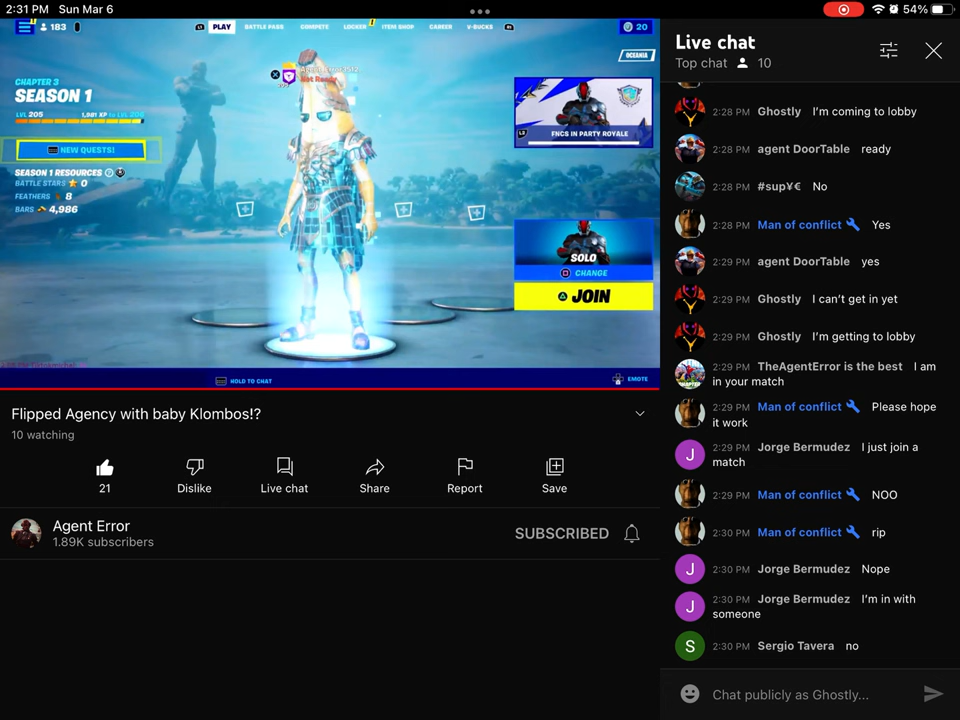 2:31 PM Sun Mar 6
54%
183
PLAY
BATTLE PASS
COMPETE
LOCKER
ITEM SHOP
CAREER
V-BUCKS
20
OCEANIA
CHAPTER 3
SEASON 1
LVL 205
1,981 XP to LVL 206
NEW QUESTS!
SEASON 1 RESOURCES
BATTLE STARS 0
FEATHERS 8
BARS 4,986
Not Ready
FNCS IN PARTY ROYALE
SOLO
CHANGE
JOIN
HOLD TO CHAT
EMOTE
Flipped Agency with baby Klombos!?
10 watching
21
Dislike
Live chat
Share
Report
Save
Agent Error
1.89K subscribers
SUBSCRIBED
Live chat
Top chat 10
2:28 PM Ghostly I'm coming to lobby
2:28 PM agent DoorTable ready
2:28 PM #sup¥€ No
2:28 PM Man of conflict Yes
2:29 PM agent DoorTable yes
2:29 PM Ghostly I can't get in yet
2:29 PM Ghostly I'm getting to lobby
2:29 PM TheAgentError is the best I am
in your match
2:29 PM Man of conflict Please hope
it work
2:29 PM Jorge Bermudez I just join a
match
2:29 PM Man of conflict NOO
2:30 PM Man of conflict rip
2:30 PM Jorge Bermudez Nope
2:30 PM Jorge Bermudez I'm in with
someone
2:30 PM Sergio Tavera no
Chat publicly as Ghostly...